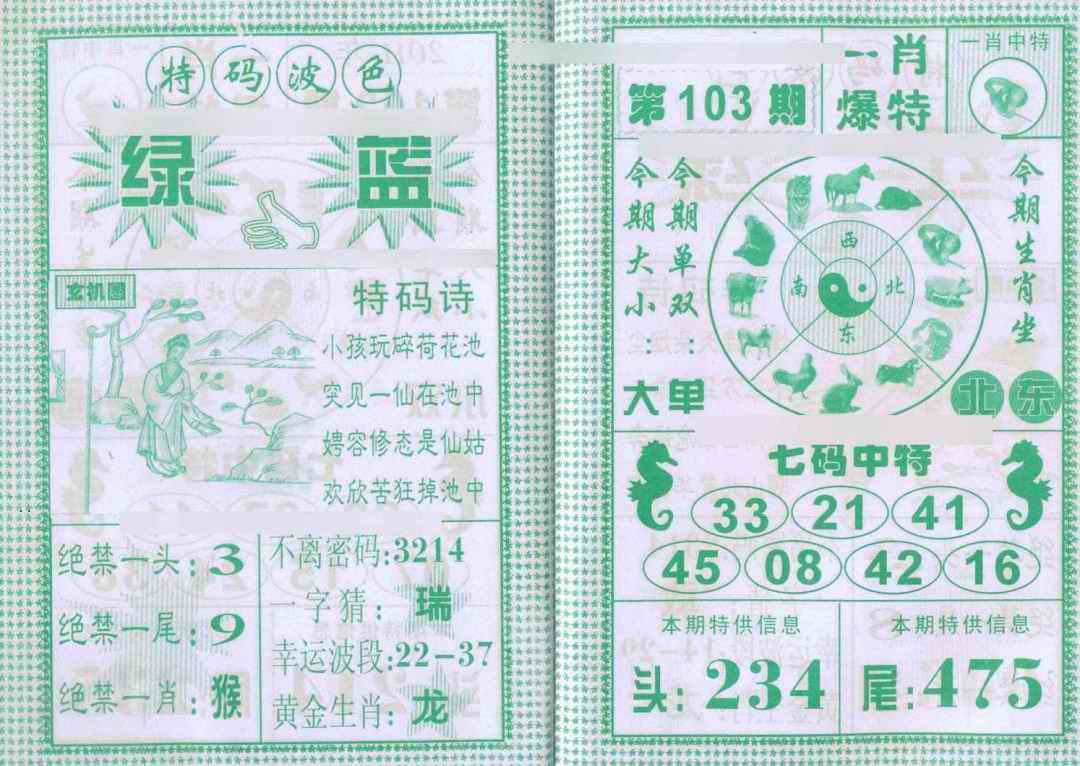 特码波色
绿 蓝
玄机图
特码诗
小孩玩碎荷花池
突见一仙在池中
娉容修态是仙姑
欢欣苦狂掉池中
绝禁一头:3
绝禁一尾:9
绝禁一肖:猴
不离密码:3214
一字猜:瑞
幸运波段:22-37
黄金生肖:龙
第103期
一肖
爆特
一肖中特
今期大小:
大
今期单双:
单
西
南 北
东
今期生肖坐
北 东
七码中特
33 21 41
45 08 42 16
本期特供信息
头:234
本期特供信息
尾:475